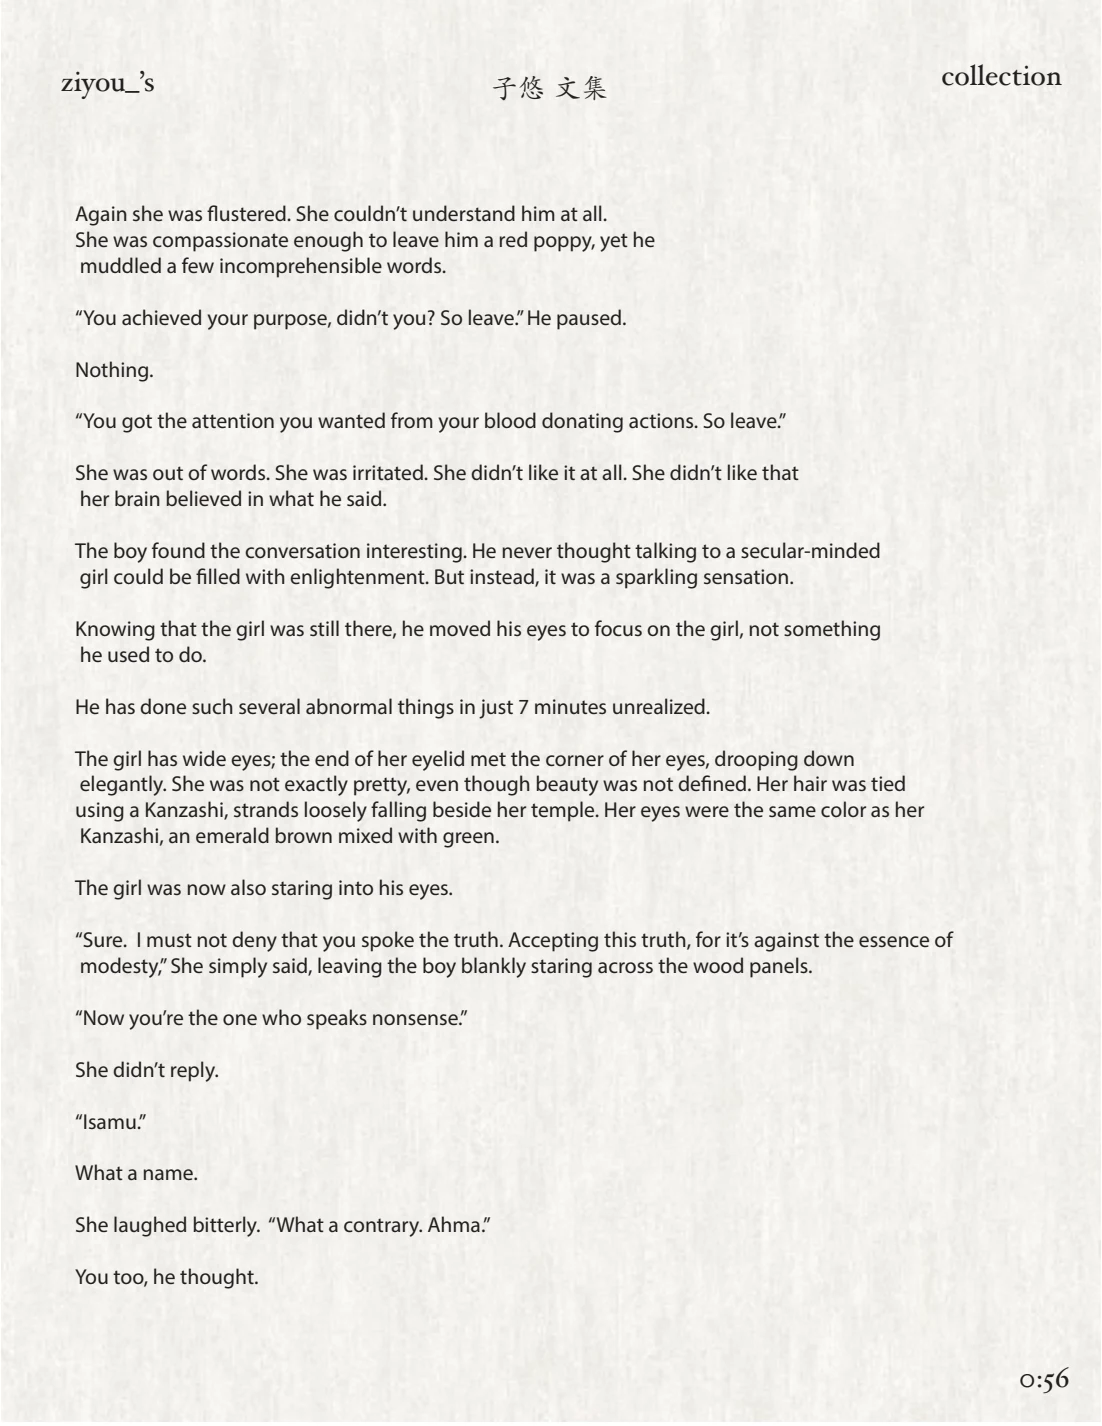 ziyou_’s
子悠 文集
collection
Again she was flustered. She couldn’t understand him at all.
She was compassionate enough to leave him a red poppy, yet he
muddled a few incomprehensible words.
“You achieved your purpose, didn’t you? So leave.” He paused.
Nothing.
“You got the attention you wanted from your blood donating actions. So leave.”
She was out of words. She was irritated. She didn’t like it at all. She didn’t like that
her brain believed in what he said.
The boy found the conversation interesting. He never thought talking to a secular-minded
girl could be filled with enlightenment. But instead, it was a sparkling sensation.
Knowing that the girl was still there, he moved his eyes to focus on the girl, not something
he used to do.
He has done such several abnormal things in just 7 minutes unrealized.
The girl has wide eyes; the end of her eyelid met the corner of her eyes, drooping down
elegantly. She was not exactly pretty, even though beauty was not defined. Her hair was tied
using a Kanzashi, strands loosely falling beside her temple. Her eyes were the same color as her
Kanzashi, an emerald brown mixed with green.
The girl was now also staring into his eyes.
“Sure.  I must not deny that you spoke the truth. Accepting this truth, for it’s against the essence of
modesty,” She simply said, leaving the boy blankly staring across the wood panels.
“Now you’re the one who speaks nonsense.”
She didn’t reply.
“Isamu.”
What a name.
She laughed bitterly.  “What a contrary. Ahma.”
You too, he thought.
0:56